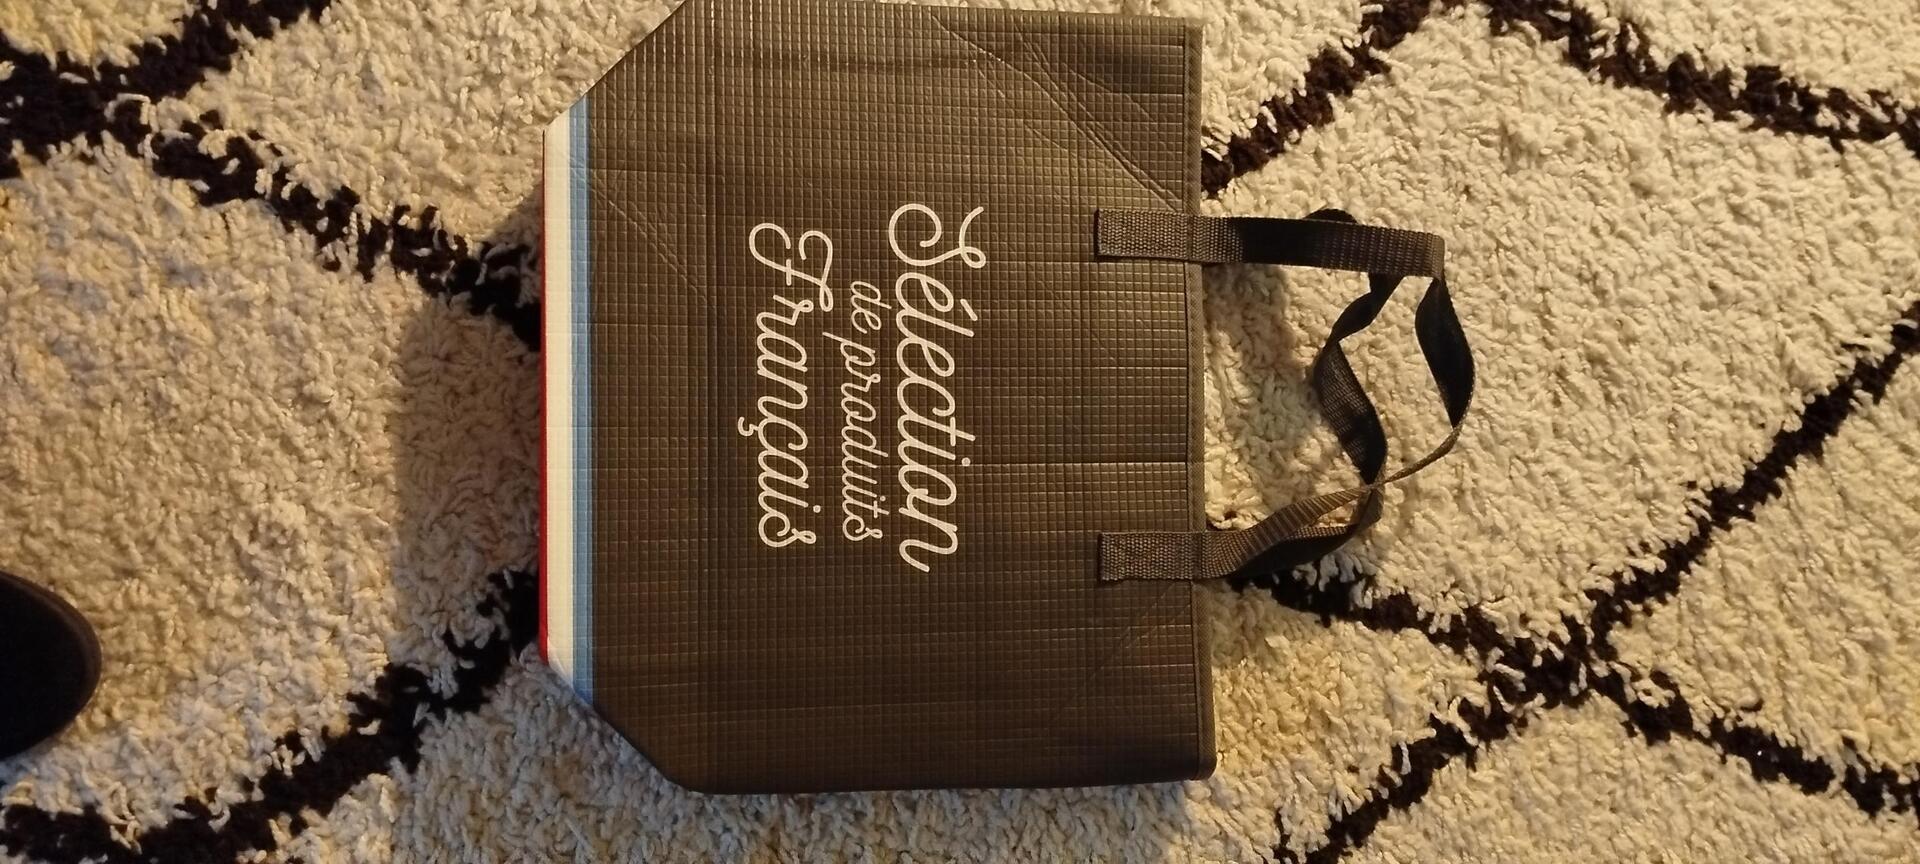 Sélection
de produits
Français